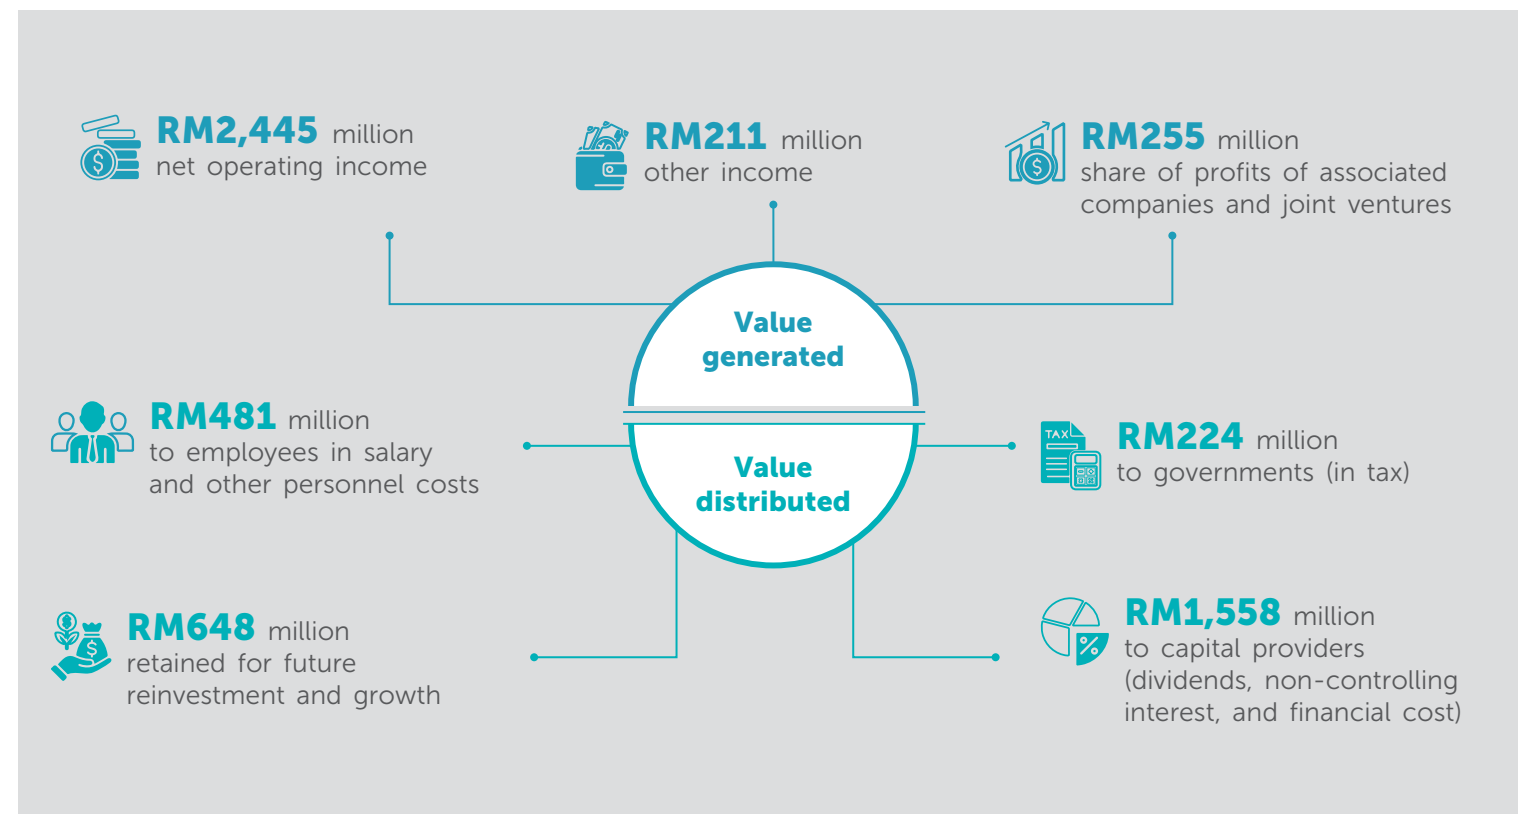 RM2,445 million
net operating income
RM211 million
other income
RM255 million
share of profits of associated
companies and joint ventures
Value
generated
RM481 million
to employees in salary
and other personnel costs
TAX
RM224 million
to governments (in tax)
Value
distributed
RM648 million
retained for future
reinvestment and growth
RM1,558 million
to capital providers
(dividends, non-controlling
interest, and financial cost)